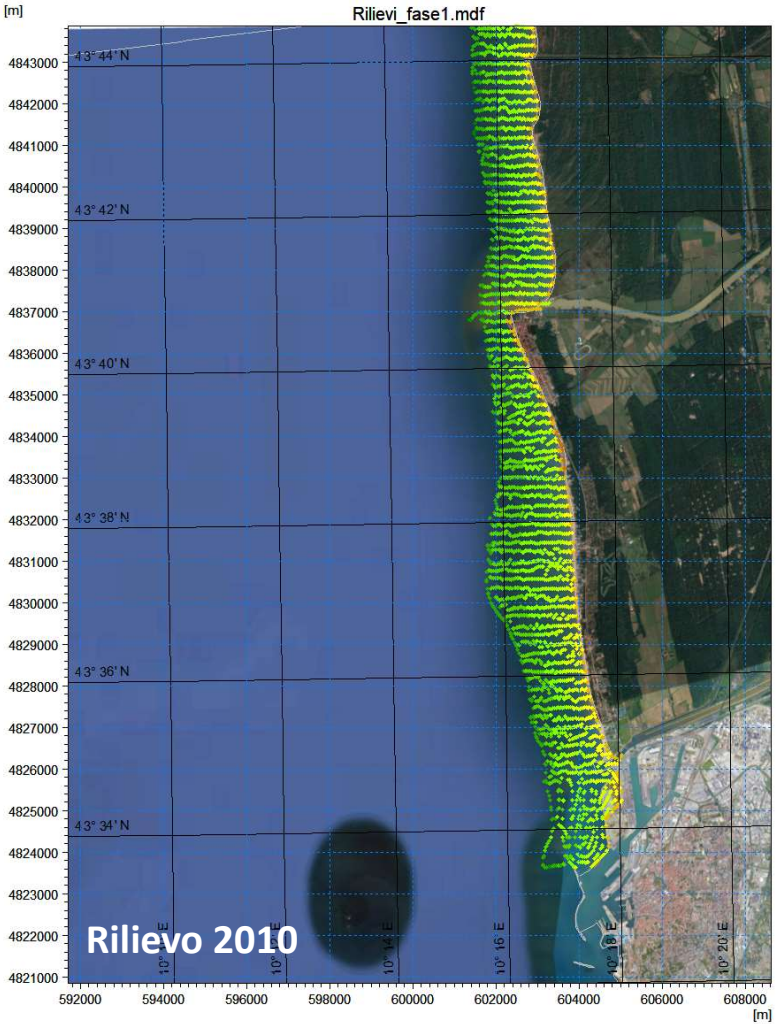 [m]
Rilievi_fase1.mdf
4843000
43° 44' N
4842000
4841000
4840000
43° 42' N
4839000
4838000
4837000
4836000
43° 40' N
4835000
4834000
4833000
4832000
43° 38' N
4831000
4830000
4829000
43° 36' N
4828000
4827000
4826000
4825000
43° 34' N
4824000
4823000
4822000
4821000
Rilievo 2010
10° 14' E
10° 16' E
10° 18' E
10° 20' E
592000 594000 596000 598000 600000 602000 604000 606000 608000
[m]